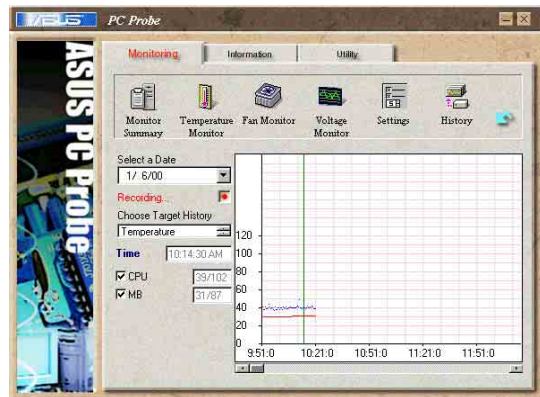 ASUS
PC Probe
ASUS PC Probe
Monitoring
Information
Utility
Monitor Summary
Temperature Monitor
Fan Monitor
Voltage Monitor
Settings
History
Select a Date
1/ 6/00
Recording...
Choose Target History
Temperature
Time
10:14:30 AM
CPU
39/102
MB
31/87
120
100
80
60
40
20
0
9:51:0
10:21:0
10:51:0
11:21:0
11:51:0